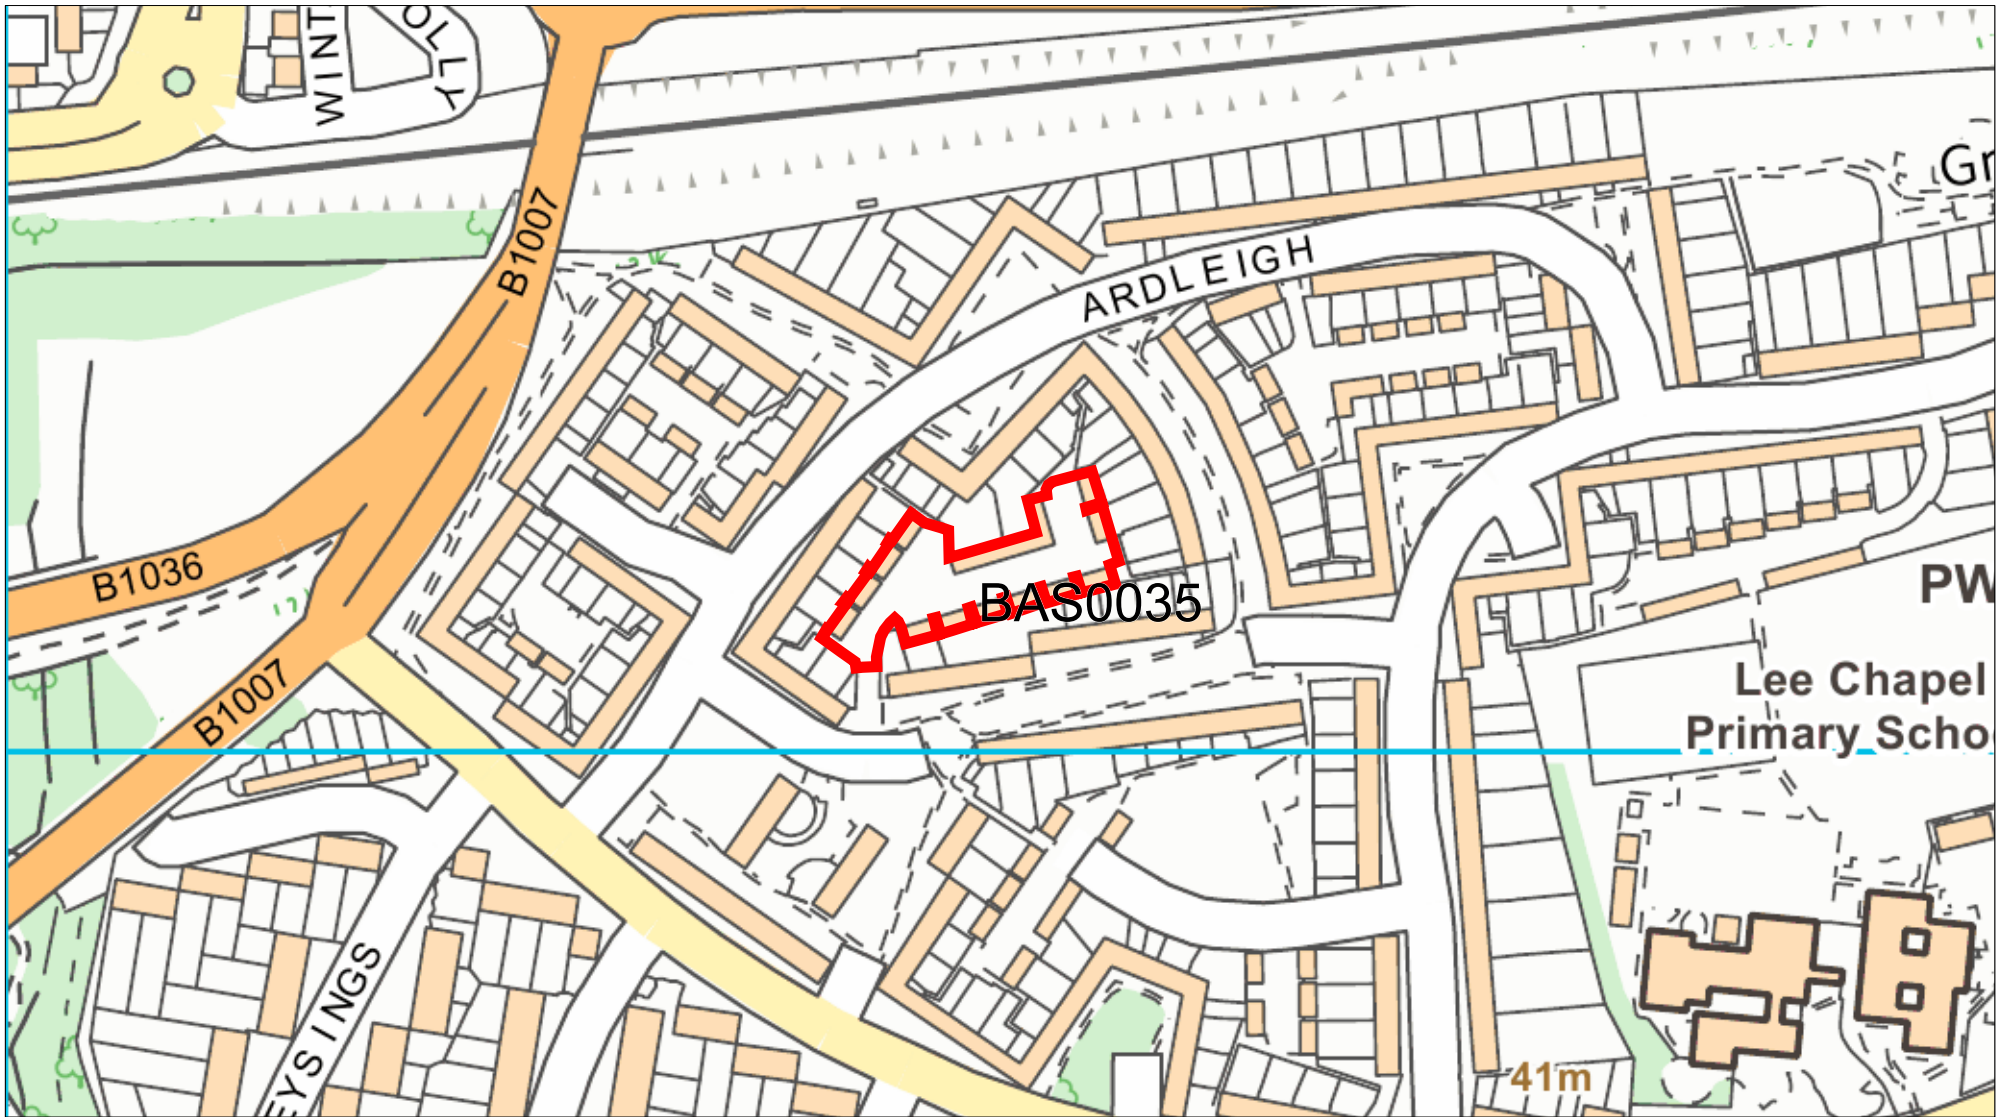 WINT
OLLY
B1007
Gr
ARDLEIGH
B1036
BAS0035
PW
B1007
Lee Chapel
Primary Scho
EYSINGS
41m